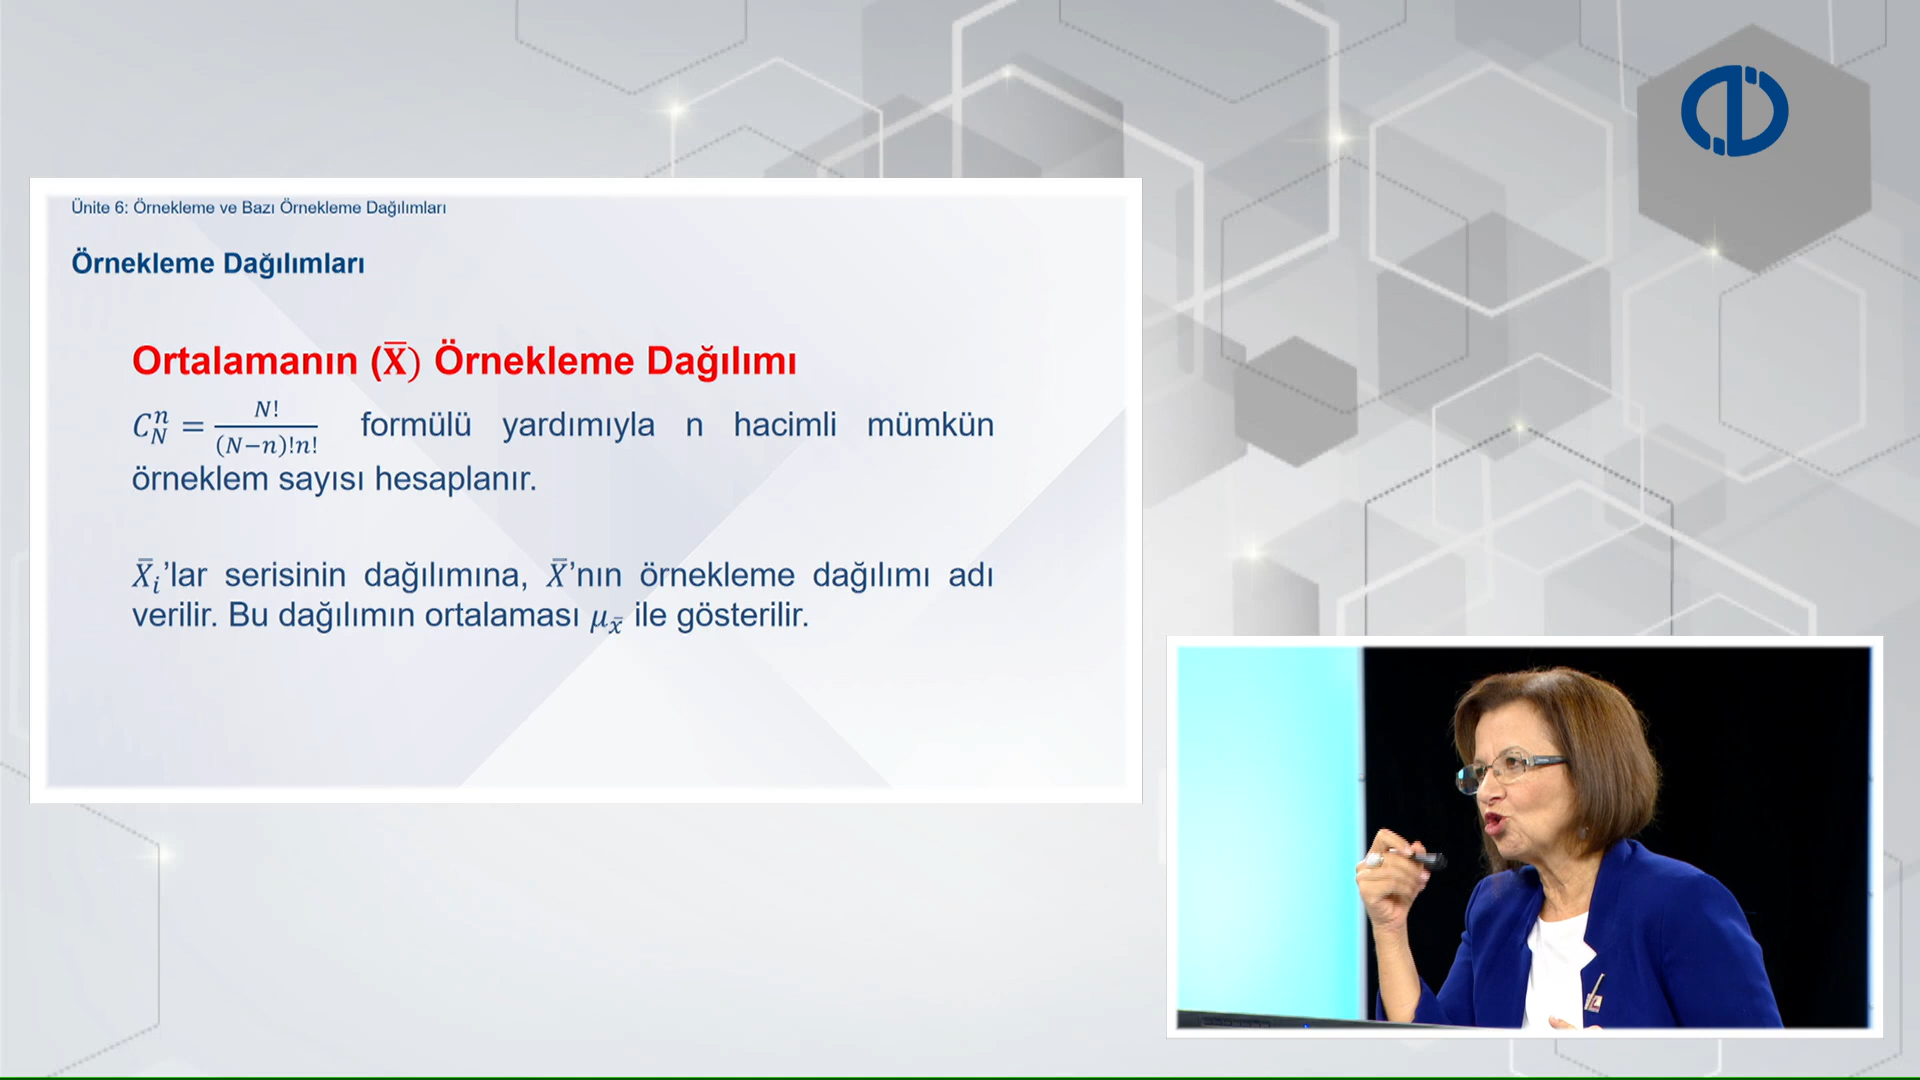 Ünite 6: Örnekleme ve Bazı Örnekleme Dağılımları
Örnekleme Dağılımları
Ortalamanın (X̄) Örnekleme Dağılımı
C_N^n = N! / (N−n)!n! formülü yardımıyla n hacimli mümkün
örneklem sayısı hesaplanır.
X̄ᵢ’lar serisinin dağılımına, X̄’nın örnekleme dağılımı adı
verilir. Bu dağılımın ortalaması μ_x̄ ile gösterilir.